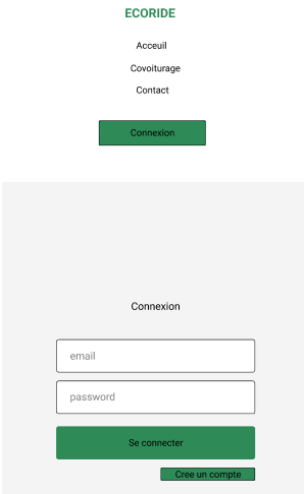 ECORIDE
Acceuil
Covoiturage
Contact
Connexion
Connexion
email
password
Se connecter
Cree un compte